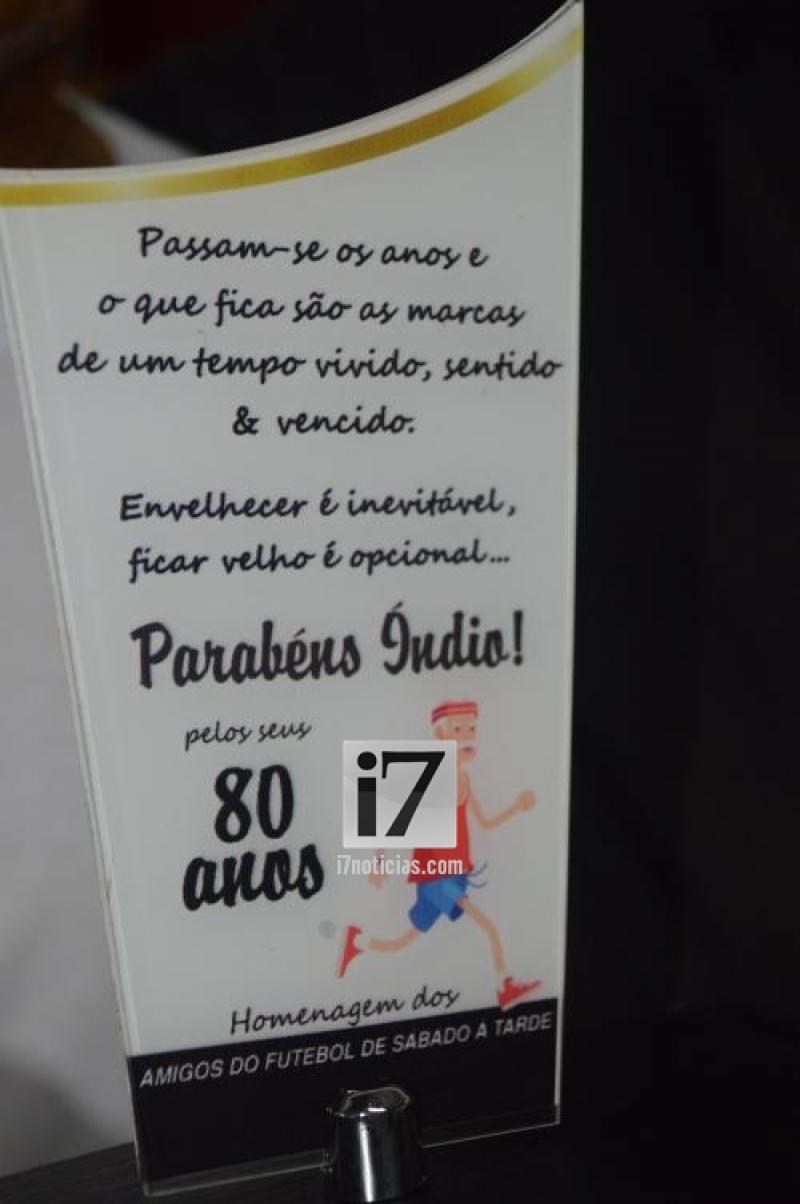 Passam-se os anos e
o que fica são as marcas
de um tempo vivido, sentido
& vencido.
Envelhecer é inevitável,
ficar velho é opcional...
Parabéns Índio!
pelos seus
80
anos
i7
i7noticias.com
Homenagem dos
AMIGOS DO FUTEBOL DE SÁBADO À TARDE